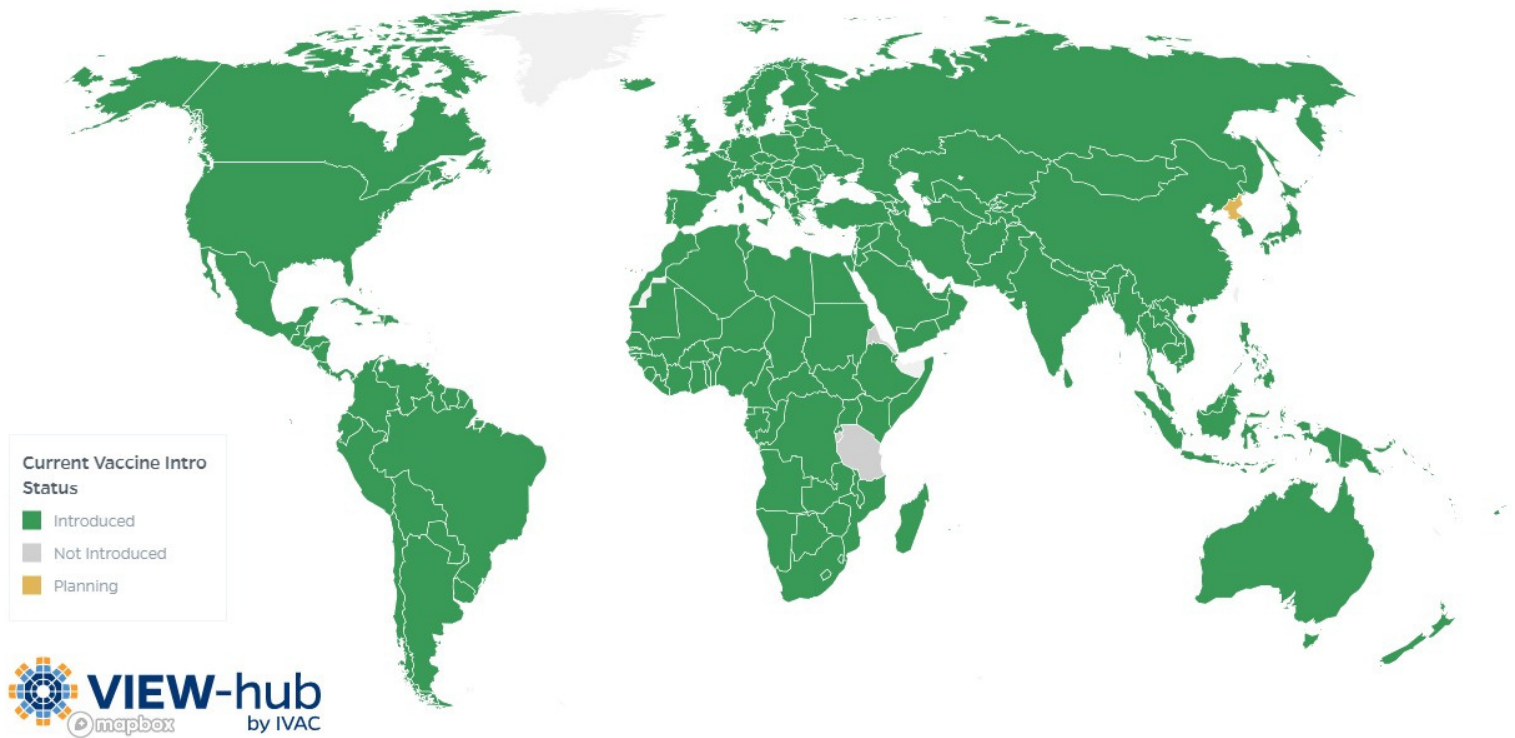 Current Vaccine Intro
Status
Introduced
Not Introduced
Planning
VIEW-hub
by IVAC
mapbox